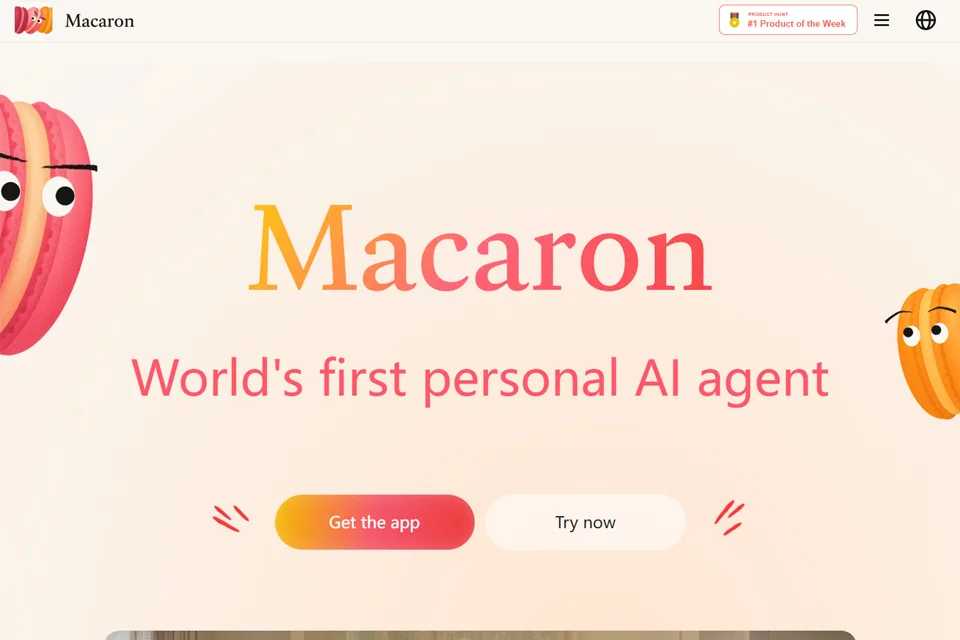 Macaron
PRODUCT HUNT
#1 Product of the Week
Macaron
World's first personal AI agent
Get the app
Try now